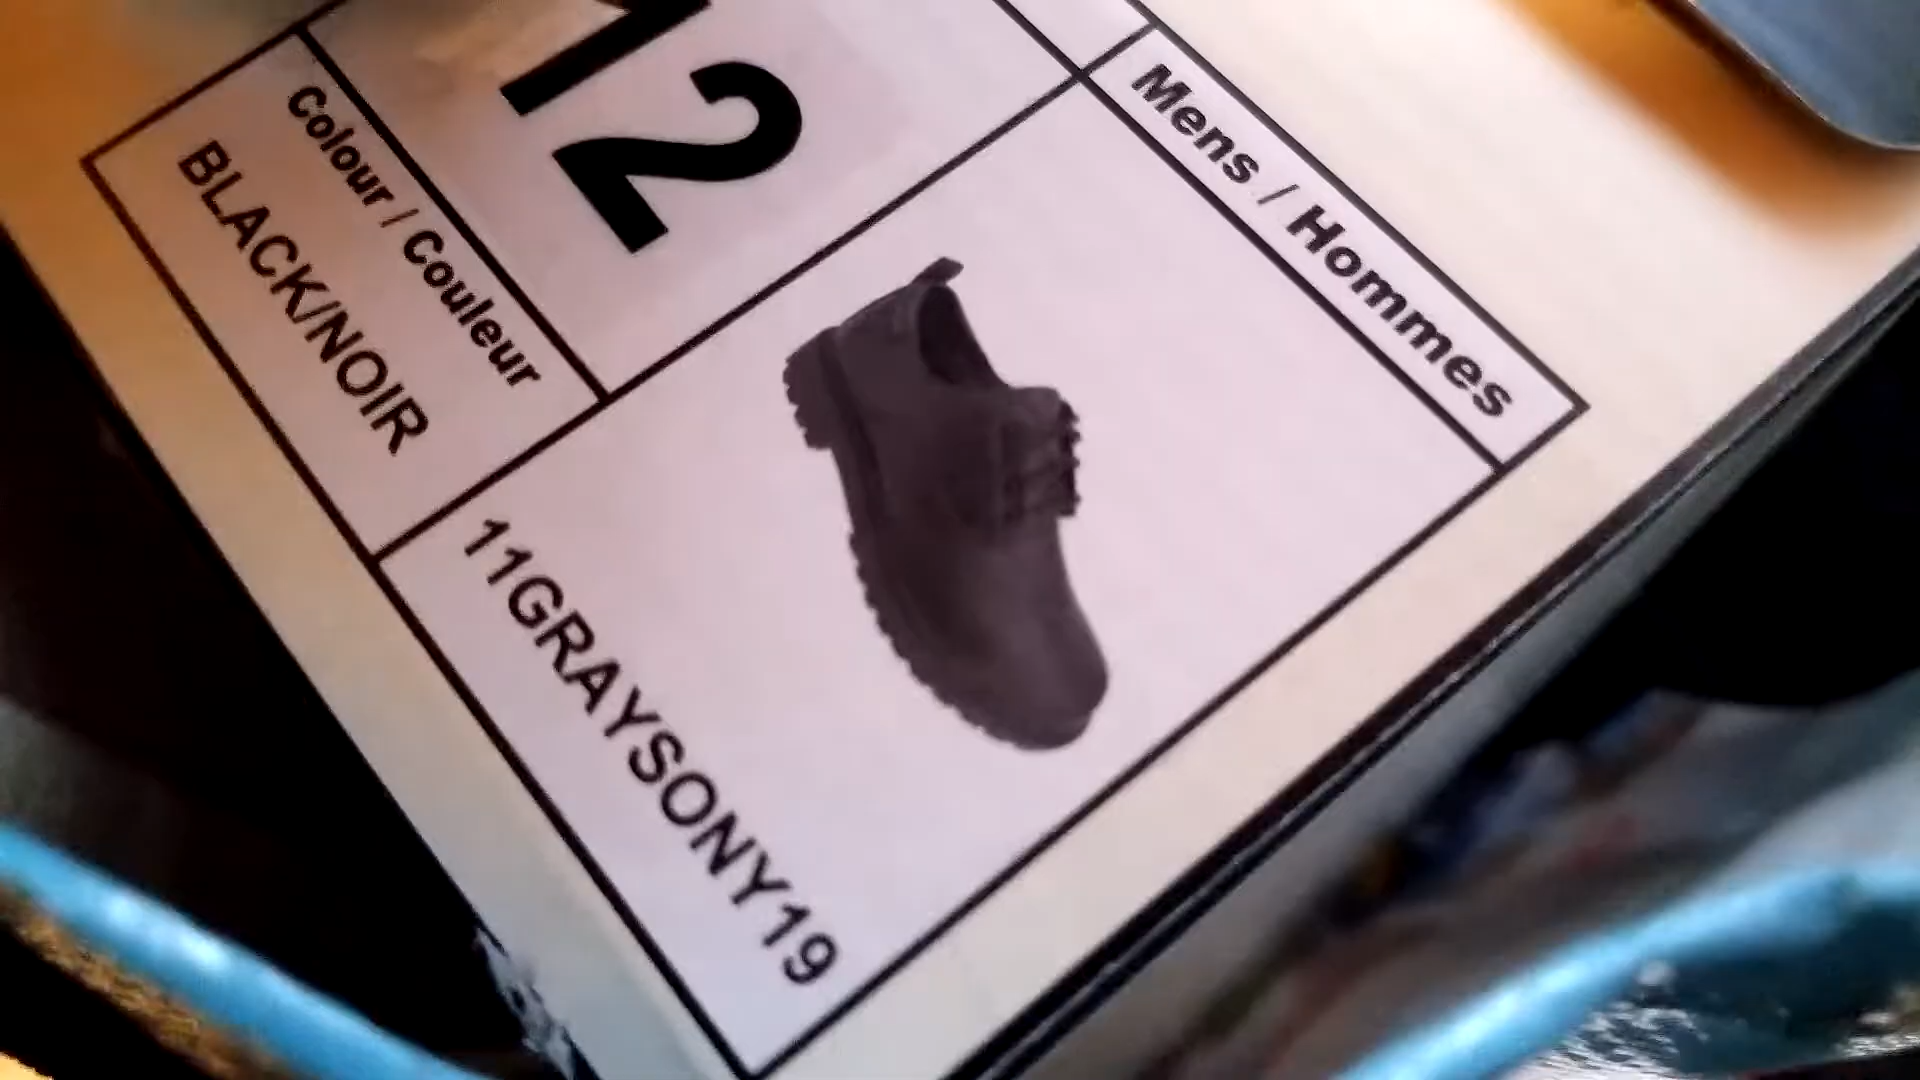 Mens / Hommes
12
Colour / Couleur
BLACK/NOIR
11GRAYSONY19